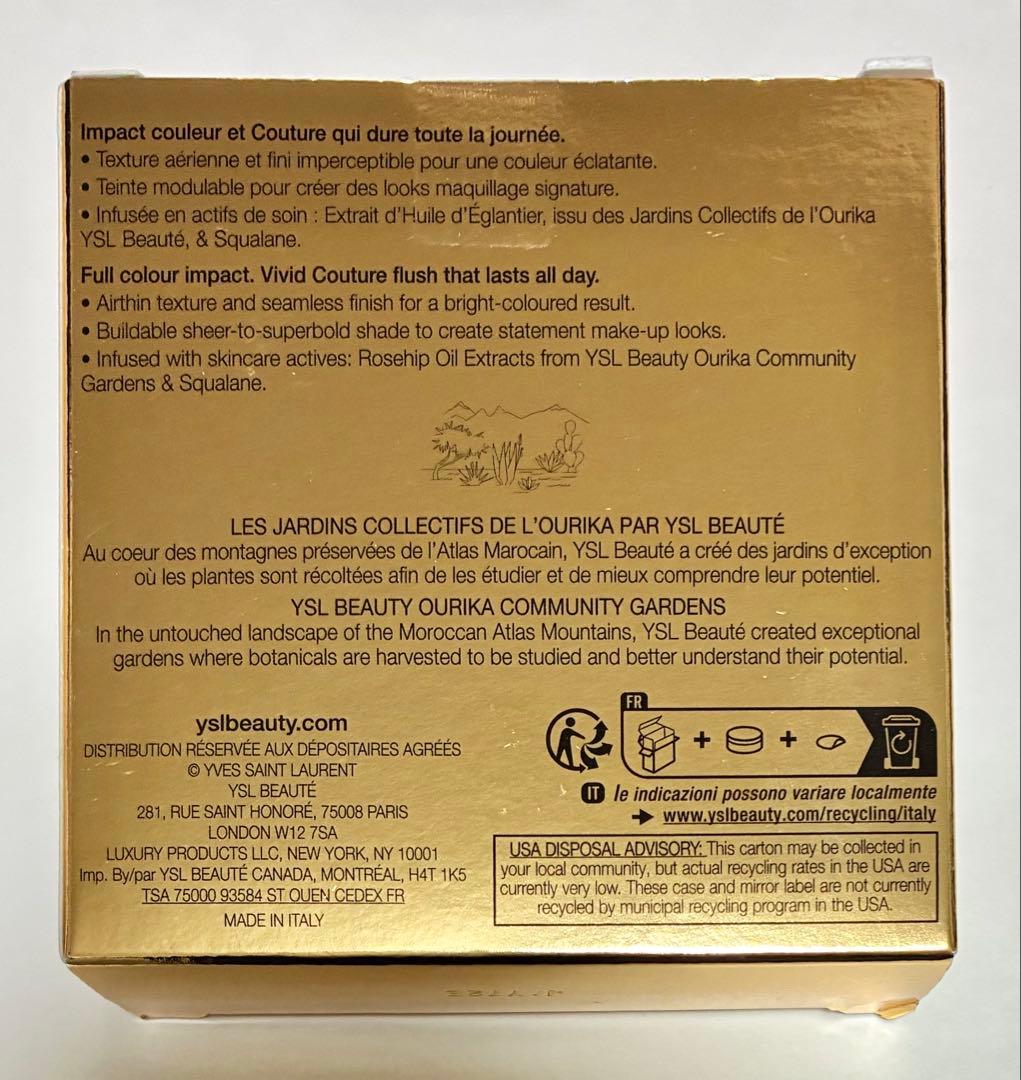 Impact couleur et Couture qui dure toute la journée.
• Texture aérienne et fini imperceptible pour une couleur éclatante.
• Teinte modulable pour créer des looks maquillage signature.
• Infusée en actifs de soin : Extrait d'Huile d'Églantier, issu des Jardins Collectifs de l'Ourika
YSL Beauté, & Squalane.
Full colour impact. Vivid Couture flush that lasts all day.
• Airthin texture and seamless finish for a bright-coloured result.
• Buildable sheer-to-superbold shade to create statement make-up looks.
• Infused with skincare actives: Rosehip Oil Extracts from YSL Beauty Ourika Community
Gardens & Squalane.
LES JARDINS COLLECTIFS DE L'OURIKA PAR YSL BEAUTÉ
Au coeur des montagnes préservées de l'Atlas Marocain, YSL Beauté a créé des jardins d'exception
où les plantes sont récoltées afin de les étudier et de mieux comprendre leur potentiel.
YSL BEAUTY OURIKA COMMUNITY GARDENS
In the untouched landscape of the Moroccan Atlas Mountains, YSL Beauté created exceptional
gardens where botanicals are harvested to be studied and better understand their potential.
yslbeauty.com
DISTRIBUTION RÉSERVÉE AUX DÉPOSITAIRES AGRÉÉS
© YVES SAINT LAURENT
YSL BEAUTÉ
281, RUE SAINT HONORÉ, 75008 PARIS
LONDON W12 7SA
LUXURY PRODUCTS LLC, NEW YORK, NY 10001
Imp. By/par YSL BEAUTÉ CANADA, MONTRÉAL, H4T 1K5
TSA 75000 93584 ST OUEN CEDEX FR
MADE IN ITALY
FR
+ +
IT le indicazioni possono variare localmente
www.yslbeauty.com/recycling/italy
USA DISPOSAL ADVISORY: This carton may be collected in
your local community, but actual recycling rates in the USA are
currently very low. These case and mirror label are not currently
recycled by municipal recycling program in the USA.